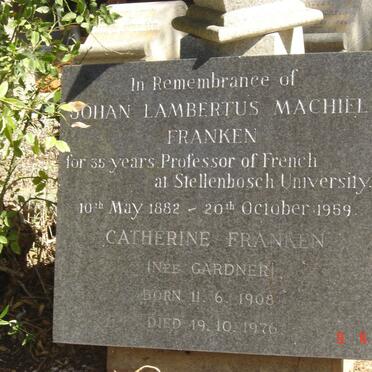 In Remembrance of
JOHAN LAMBERTUS MACHIEL
FRANKEN
for 35 years Professor of French
at Stellenbosch University.
10th May 1882 - 20th October 1959.
CATHERINE FRANKEN
(NÉE GARDNER)
BORN 11.6.1908
DIED 19.10.1976